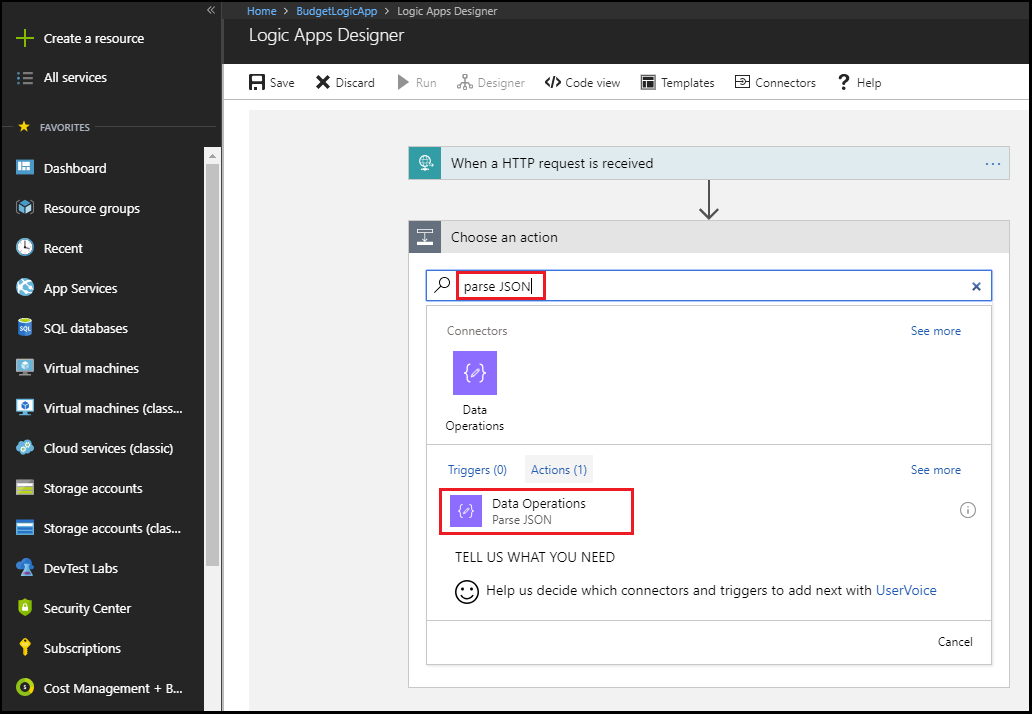 Home > BudgetLogicApp > Logic Apps Designer
Logic Apps Designer
Create a resource
All services
FAVORITES
Dashboard
Resource groups
Recent
App Services
SQL databases
Virtual machines
Virtual machines (class...
Cloud services (classic)
Storage accounts
Storage accounts (clas...
DevTest Labs
Security Center
Subscriptions
Cost Management + B...
Save Discard Run Designer Code view Templates Connectors Help
When a HTTP request is received
Choose an action
parse JSON
Connectors See more
Data
Operations
Triggers (0) Actions (1) See more
Data Operations
Parse JSON
TELL US WHAT YOU NEED
Help us decide which connectors and triggers to add next with UserVoice
Cancel